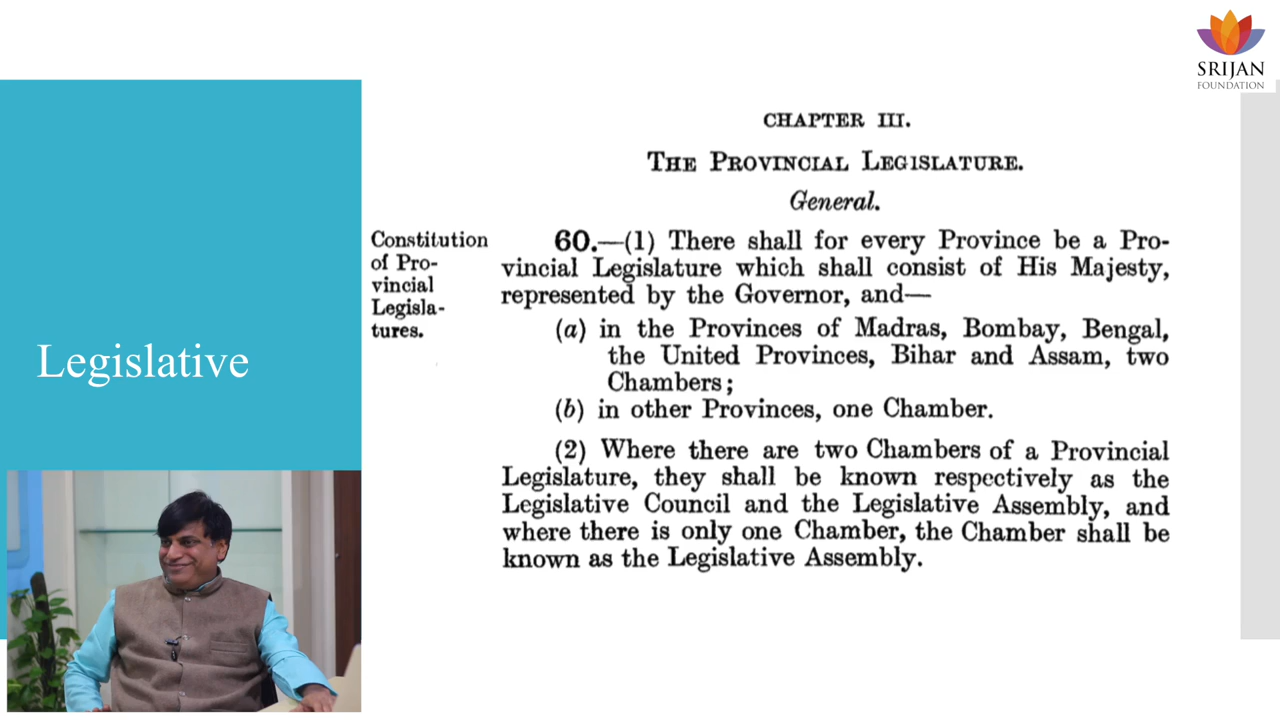 SRIJAN
FOUNDATION
Legislative
CHAPTER III.
THE PROVINCIAL LEGISLATURE.
General.
Constitution
of Pro-
vincial
Legisla-
tures.
60.—(1) There shall for every Province be a Pro-
vincial Legislature which shall consist of His Majesty,
represented by the Governor, and—
(a) in the Provinces of Madras, Bombay, Bengal,
the United Provinces, Bihar and Assam, two
Chambers;
(b) in other Provinces, one Chamber.
(2) Where there are two Chambers of a Provincial
Legislature, they shall be known respectively as the
Legislative Council and the Legislative Assembly, and
where there is only one Chamber, the Chamber shall be
known as the Legislative Assembly.